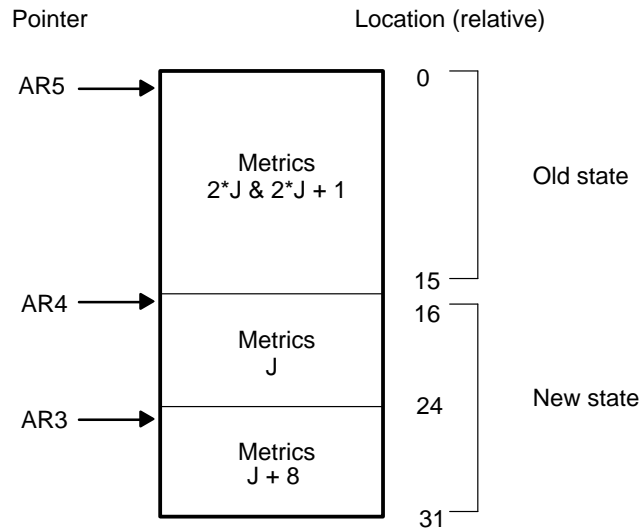 Pointer Location (relative)
AR5 0
Metrics
2*J & 2*J + 1
Old state
15
AR4 16
Metrics
J
24
New state
AR3
Metrics
J + 8
31